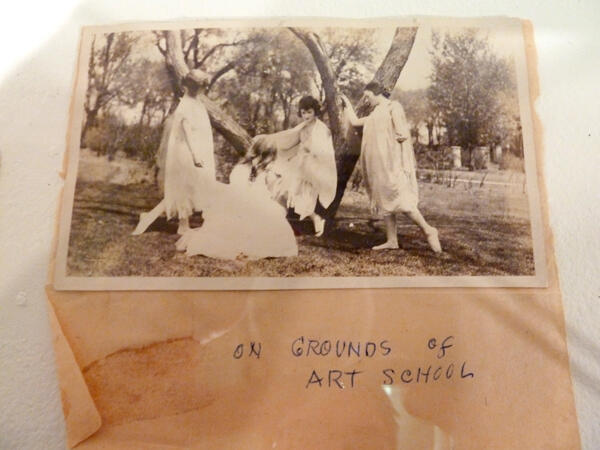 ON GROUNDS of
ART SCHOOL